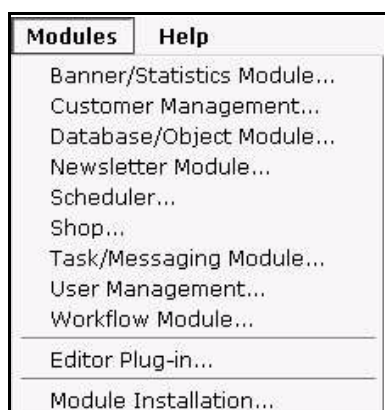 Modules Help
Banner/Statistics Module...
Customer Management...
Database/Object Module...
Newsletter Module...
Scheduler...
Shop...
Task/Messaging Module...
User Management...
Workflow Module...
Editor Plug-in...
Module Installation...